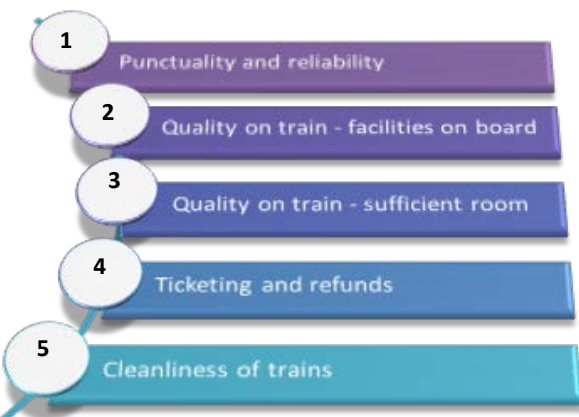 1
Punctuality and reliability
2
Quality on train - facilities on board
3
Quality on train - sufficient room
4
Ticketing and refunds
5
Cleanliness of trains